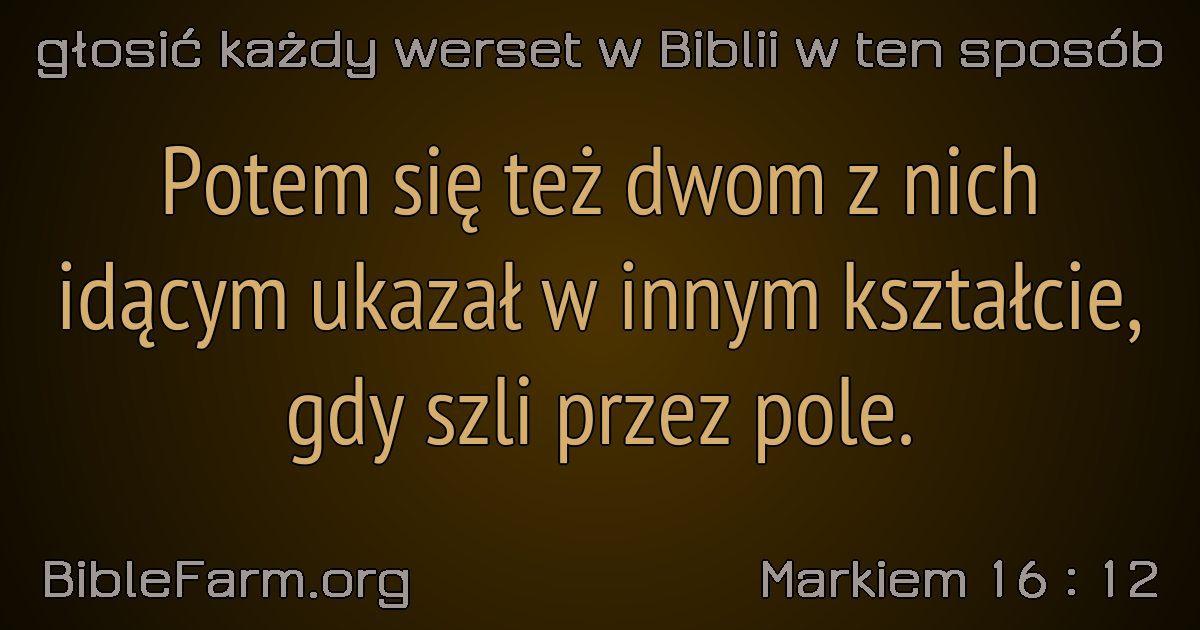 głosić każdy werset w Biblii w ten sposób
Potem się też dwom z nich
idącym ukazał w innym kształcie,
gdy szli przez pole.
BibleFarm.org
Markiem 16 : 12